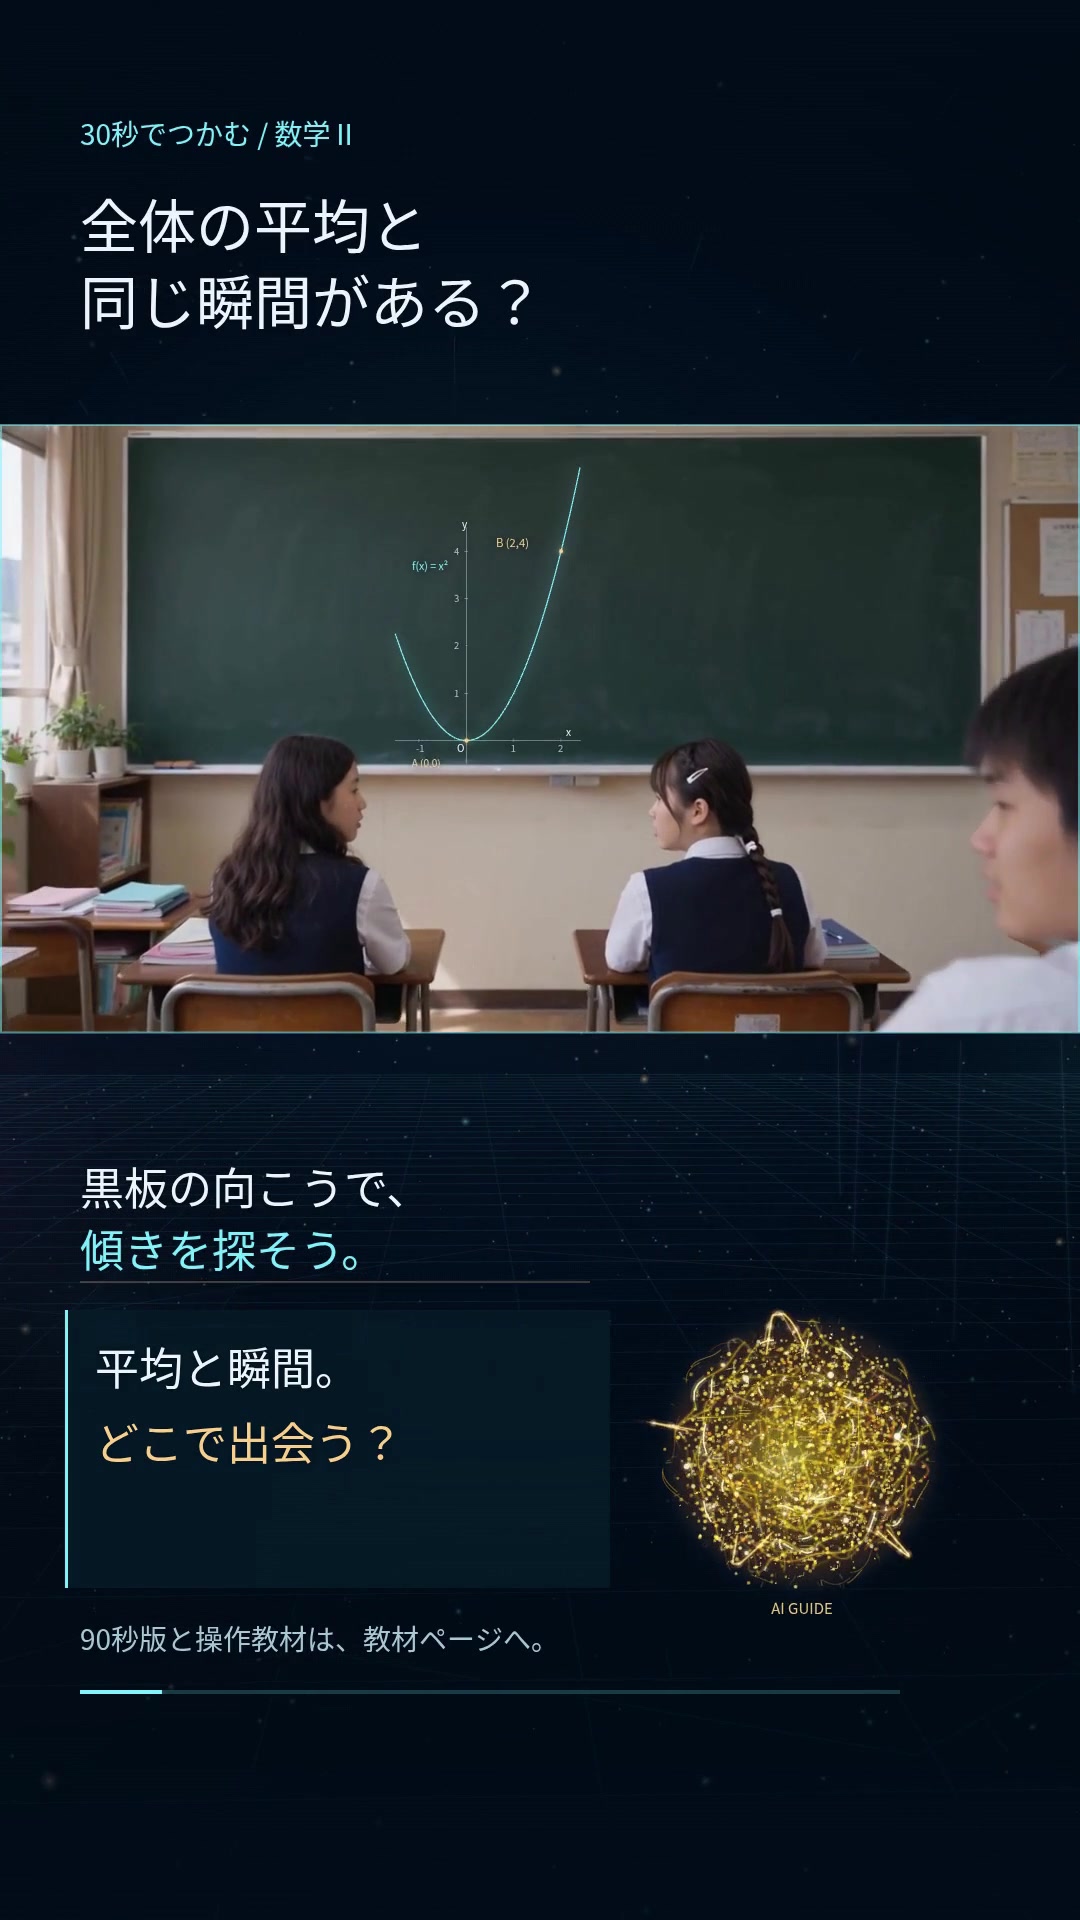 30秒でつかむ / 数学 II
全体の平均と
同じ瞬間がある？
y
B (2,4)
4
f(x) = x²
3
2
1
x
-1
O
1
2
A (0,0)
黒板の向こうで、
傾きを探そう。
平均と瞬間。
どこで出会う？
AI GUIDE
90秒版と操作教材は、教材ページへ。